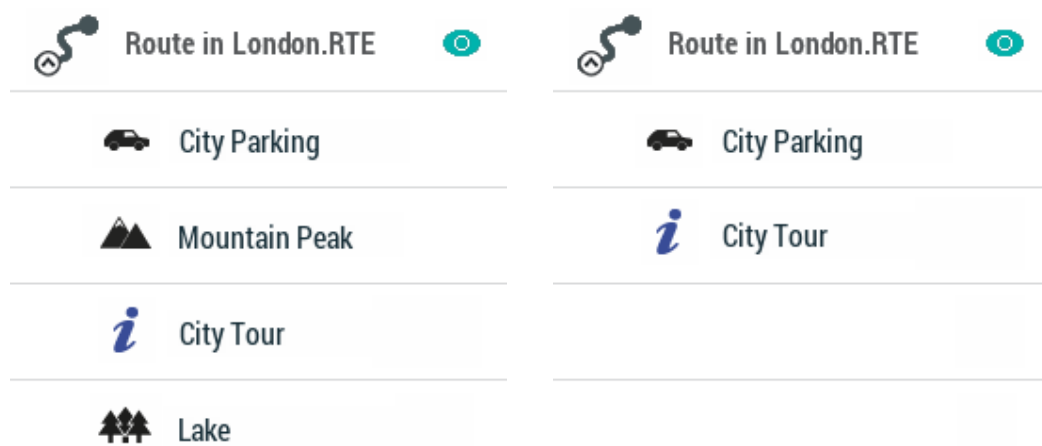 Route in London.RTE
City Parking
Mountain Peak
City Tour
Lake
Route in London.RTE
City Parking
City Tour